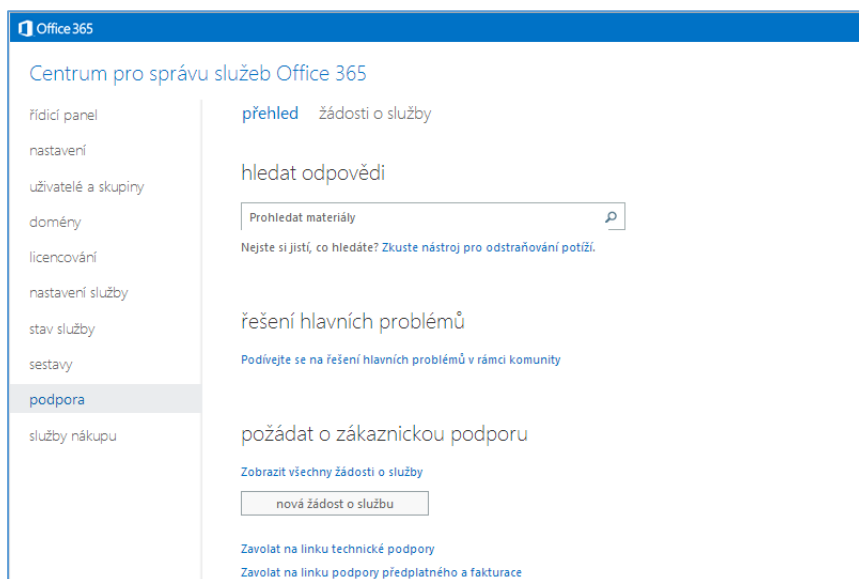 Office 365
Centrum pro správu služeb Office 365
řídicí panel
nastavení
uživatelé a skupiny
domény
licencování
nastavení služby
stav služby
sestavy
podpora
služby nákupu
přehled žádosti o služby
hledat odpovědi
Prohledat materiály
Nejste si jistí, co hledáte? Zkuste nástroj pro odstraňování potíží.
řešení hlavních problémů
Podívejte se na řešení hlavních problémů v rámci komunity
požádat o zákaznickou podporu
Zobrazit všechny žádosti o služby
nová žádost o službu
Zavolat na linku technické podpory
Zavolat na linku podpory předplatného a fakturace